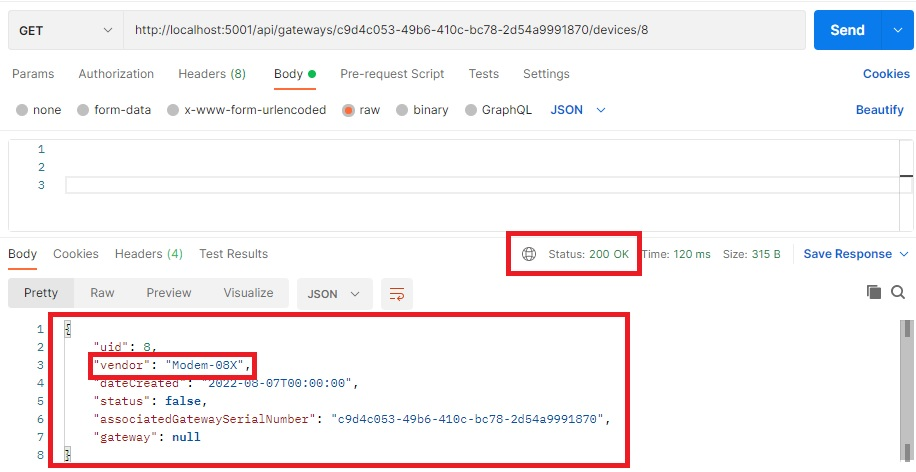 GET http://localhost:5001/api/gateways/c9d4c053-49b6-410c-bc78-2d54a9991870/devices/8 Send
Params Authorization Headers (8) Body Pre-request Script Tests Settings Cookies
none form-data x-www-form-urlencoded raw binary GraphQL JSON Beautify
1
2
3
Body Cookies Headers (4) Test Results Status: 200 OK Time: 120 ms Size: 315 B Save Response
Pretty Raw Preview Visualize JSON
1 {
2 "uid": 8,
3 "vendor": "Modem-08X",
4 "dateCreated": "2022-08-07T00:00:00",
5 "status": false,
6 "associatedGatewaySerialNumber": "c9d4c053-49b6-410c-bc78-2d54a9991870",
7 "gateway": null
8 }